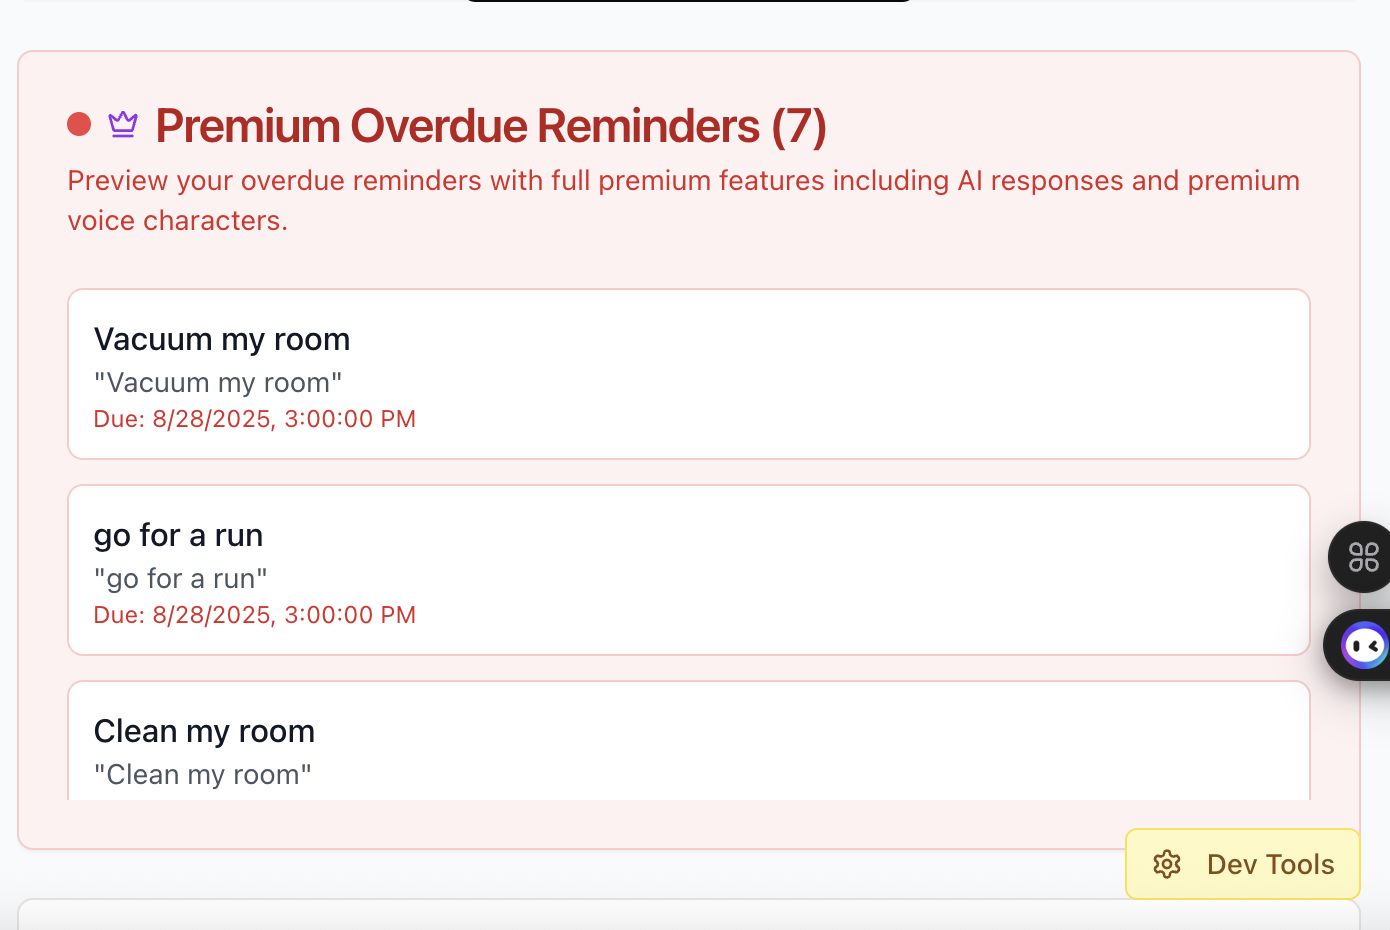 Premium Overdue Reminders (7)
Preview your overdue reminders with full premium features including AI responses and premium
voice characters.
Vacuum my room
"Vacuum my room"
Due: 8/28/2025, 3:00:00 PM
go for a run
"go for a run"
Due: 8/28/2025, 3:00:00 PM
Clean my room
"Clean my room"
Dev Tools